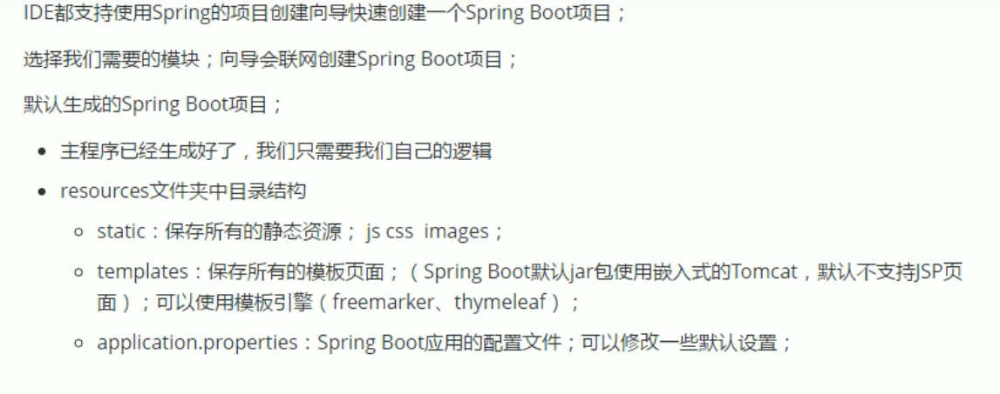 IDE都支持使用Spring的项目创建向导快速创建一个Spring Boot项目；
选择我们需要的模块；向导会联网创建Spring Boot项目；
默认生成的Spring Boot项目；
• 主程序已经生成好了，我们只需要我们自己的逻辑
• resources文件夹中目录结构
◦ static：保存所有的静态资源； js css images；
◦ templates：保存所有的模板页面；（Spring Boot默认jar包使用嵌入式的Tomcat，默认不支持JSP页
面）；可以使用模板引擎（freemarker、thymeleaf）；
◦ application.properties：Spring Boot应用的配置文件；可以修改一些默认设置；